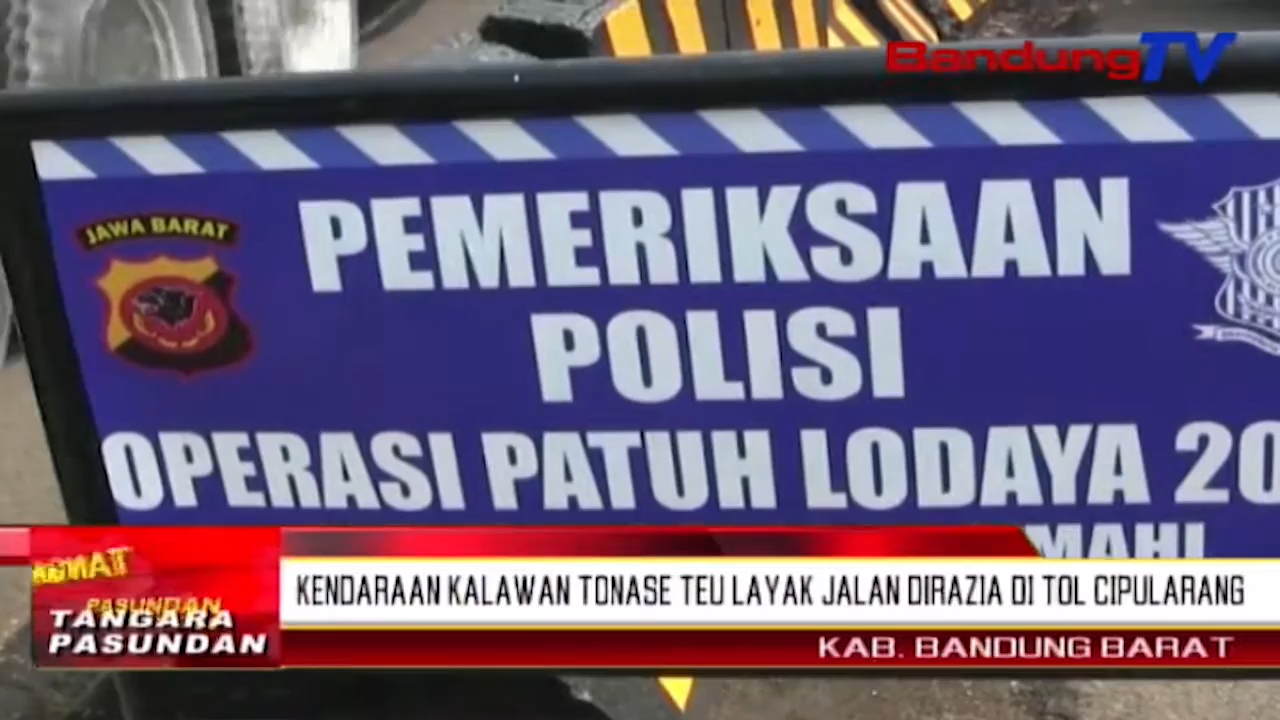 BandungTV
JAWA BARAT
PEMERIKSAAN
POLISI
OPERASI PATUH LODAYA 20
MAHI
KENDARAAN KALAWAN TONASE TEU LAYAK JALAN DIRAZIA DI TOL CIPULARANG
PASUNDAN
TANGARA
PASUNDAN
KAB. BANDUNG BARAT